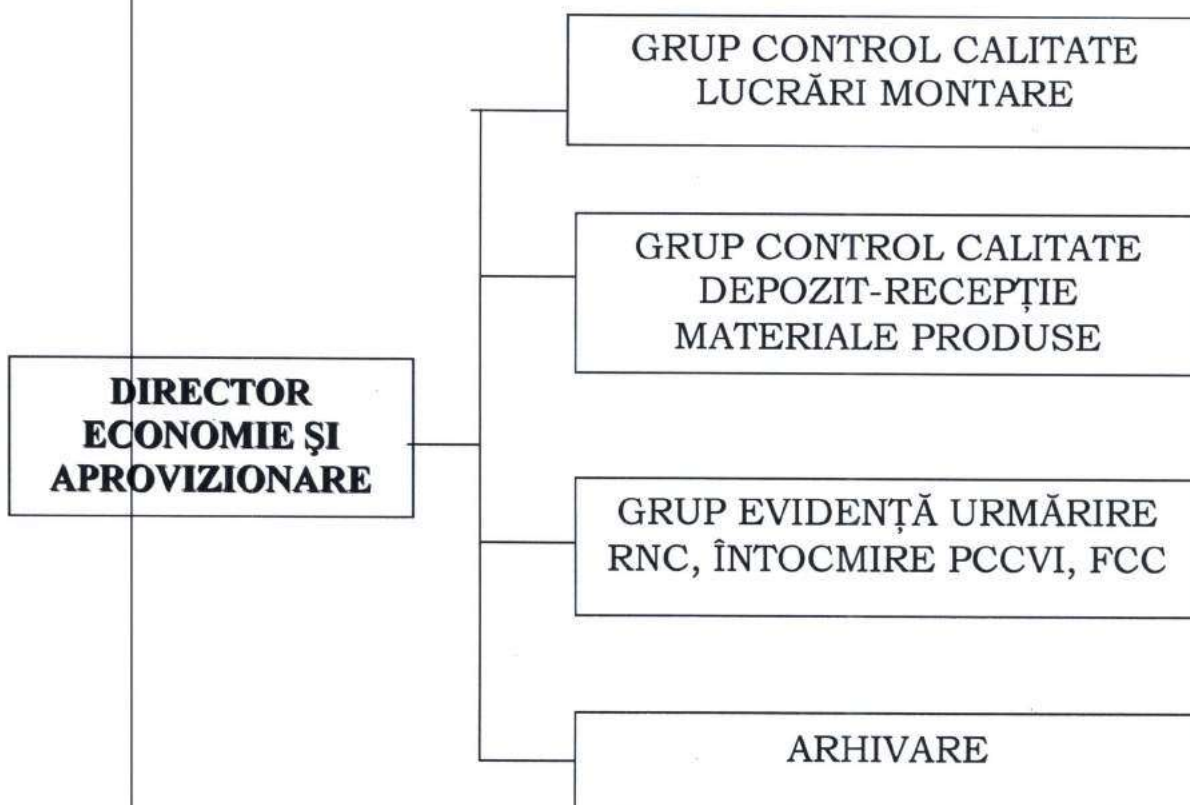 GRUP CONTROL CALITATE
LUCRĂRI MONTARE
GRUP CONTROL CALITATE
DEPOZIT-RECEPȚIE
MATERIALE PRODUSE
DIRECTOR
ECONOMIE ŞI
APROVIZIONARE
GRUP EVIDENȚĂ URMĂRIRE
RNC, ÎNTOCMIRE PCCVI, FCC
ARHIVARE